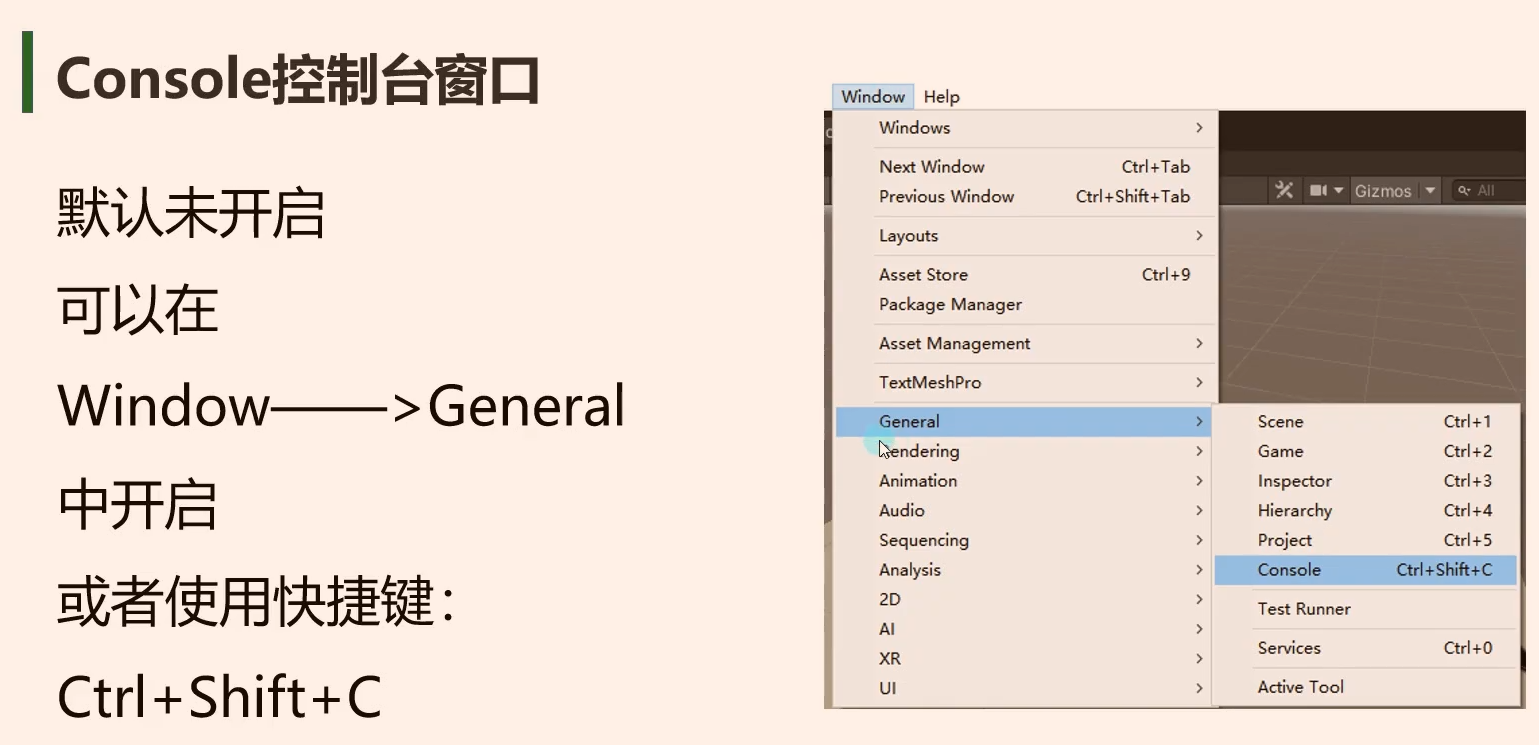 Console控制台窗口
默认未开启
可以在
Window——>General
中开启
或者使用快捷键：
Ctrl+Shift+C
Window Help
Windows
Next Window Ctrl+Tab
Previous Window Ctrl+Shift+Tab
Layouts
Asset Store Ctrl+9
Package Manager
Asset Management
TextMeshPro
General
Rendering
Animation
Audio
Sequencing
Analysis
2D
AI
XR
UI
Gizmos All
Scene Ctrl+1
Game Ctrl+2
Inspector Ctrl+3
Hierarchy Ctrl+4
Project Ctrl+5
Console Ctrl+Shift+C
Test Runner
Services Ctrl+0
Active Tool